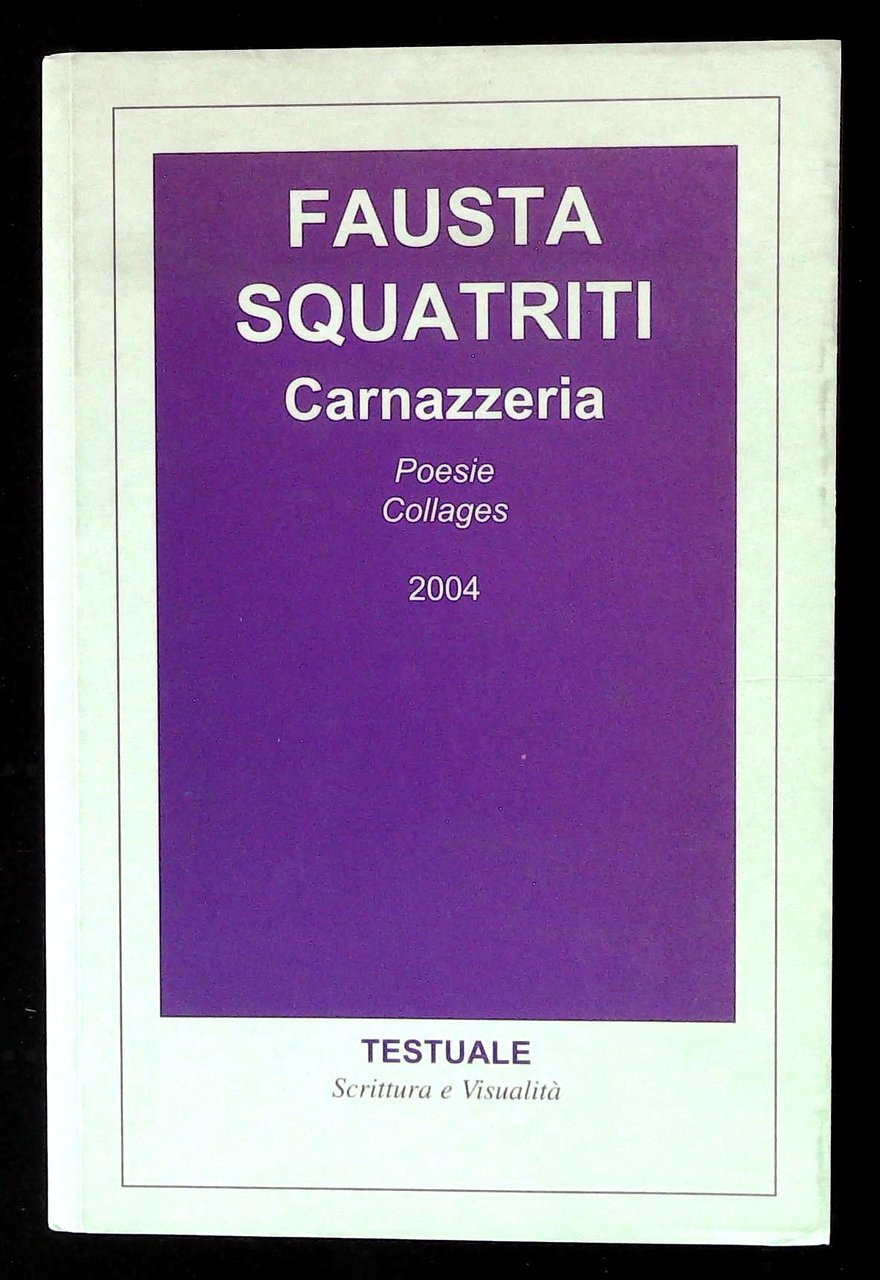 FAUSTA
SQUATRITI
Carnazzeria
Poesie
Collages
2004
TESTUALE
Scrittura e Visualità